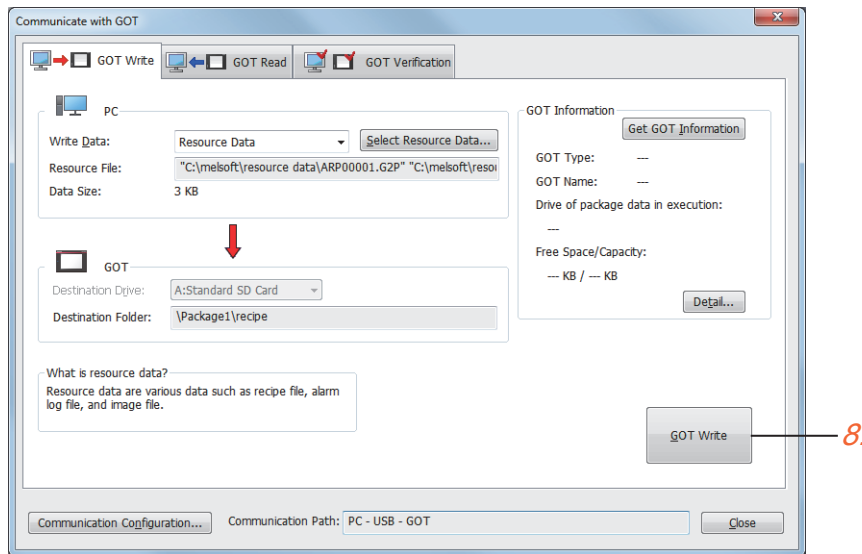 Communicate with GOT
GOT Write
GOT Read
GOT Verification
PC
Write Data:
Resource Data
Select Resource Data...
Resource File:
"C:\melsoft\resource data\ARP00001.G2P" "C:\melsoft\resou
Data Size:
3 KB
GOT
Destination Drive:
A:Standard SD Card
Destination Folder:
\Package1\recipe
What is resource data?
Resource data are various data such as recipe file, alarm
log file, and image file.
GOT Information
Get GOT Information
GOT Type: ---
GOT Name: ---
Drive of package data in execution:
---
Free Space/Capacity:
--- KB / --- KB
Detail...
GOT Write
8.
Communication Configuration...
Communication Path:
PC - USB - GOT
Close